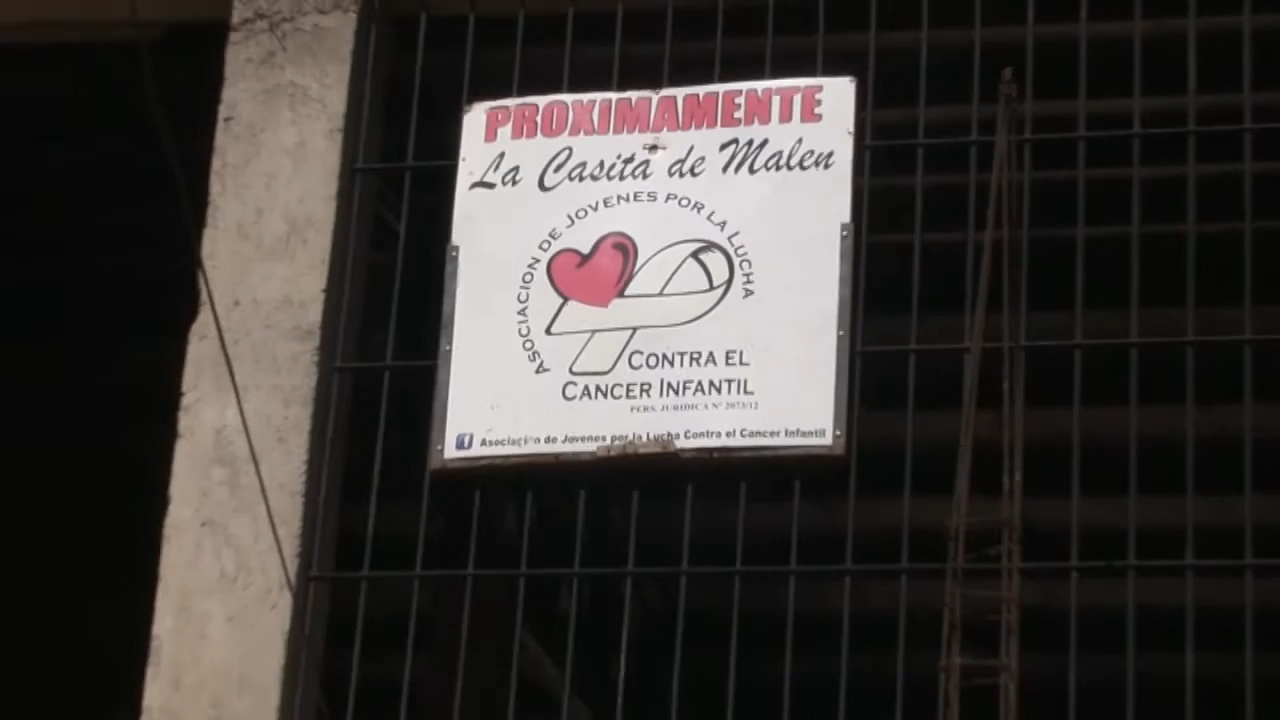 PROXIMAMENTE
La Casita de Malen
ASOCIACION DE JOVENES POR LA LUCHA
CONTRA EL
CANCER INFANTIL
PERS. JURIDICA Nº 2073/12
f Asociacion de Jovenes por la Lucha Contra el Cancer Infantil